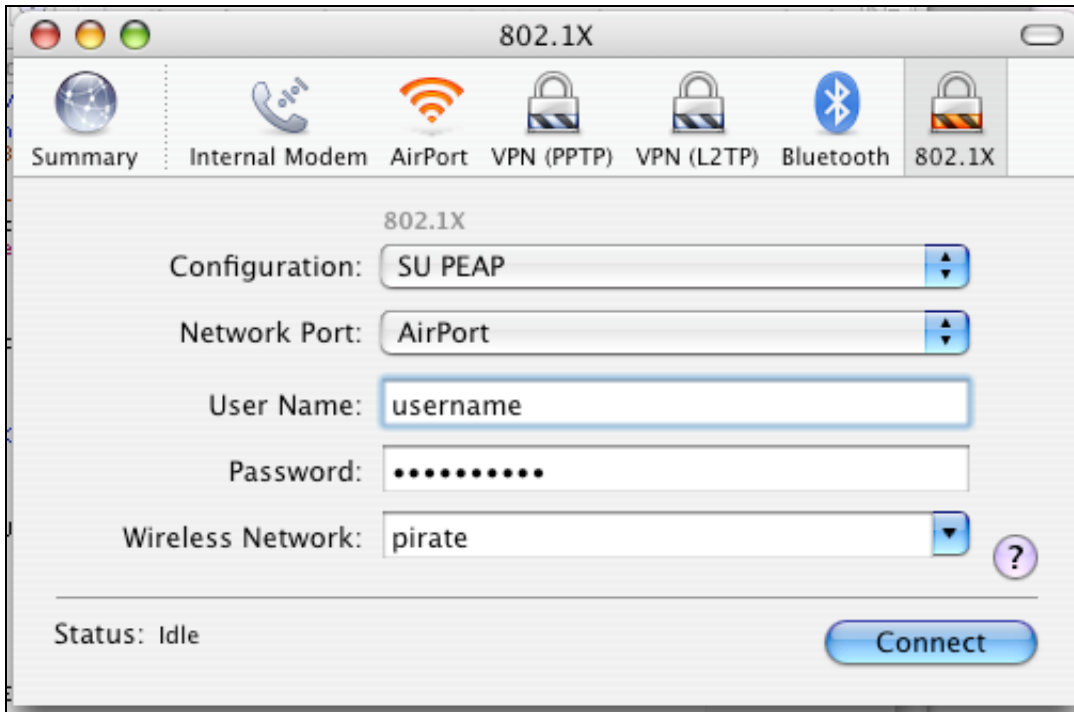 802.1X
Summary Internal Modem AirPort VPN (PPTP) VPN (L2TP) Bluetooth 802.1X
802.1X
Configuration: SU PEAP
Network Port: AirPort
User Name: username
Password: ••••••••••
Wireless Network: pirate
?
Status: Idle
Connect